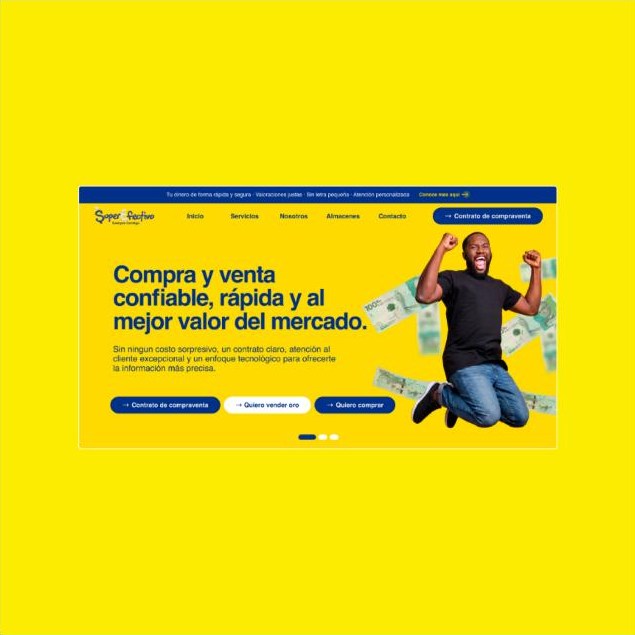 Tu dinero de forma rápida y segura - Valoraciones justas - Sin letra pequeña - Atención personalizada Conoce mas aquí
Inicio Servicios Nosotros Almacenes Contacto → Contrato de compraventa
Compra y venta
confiable, rápida y al
mejor valor del mercado.
Sin ningun costo sorpresivo, un contrato claro, atención al
cliente excepcional y un enfoque tecnológico para ofrecerte
la información más precisa.
→ Contrato de compraventa → Quiero vender oro → Quiero comprar